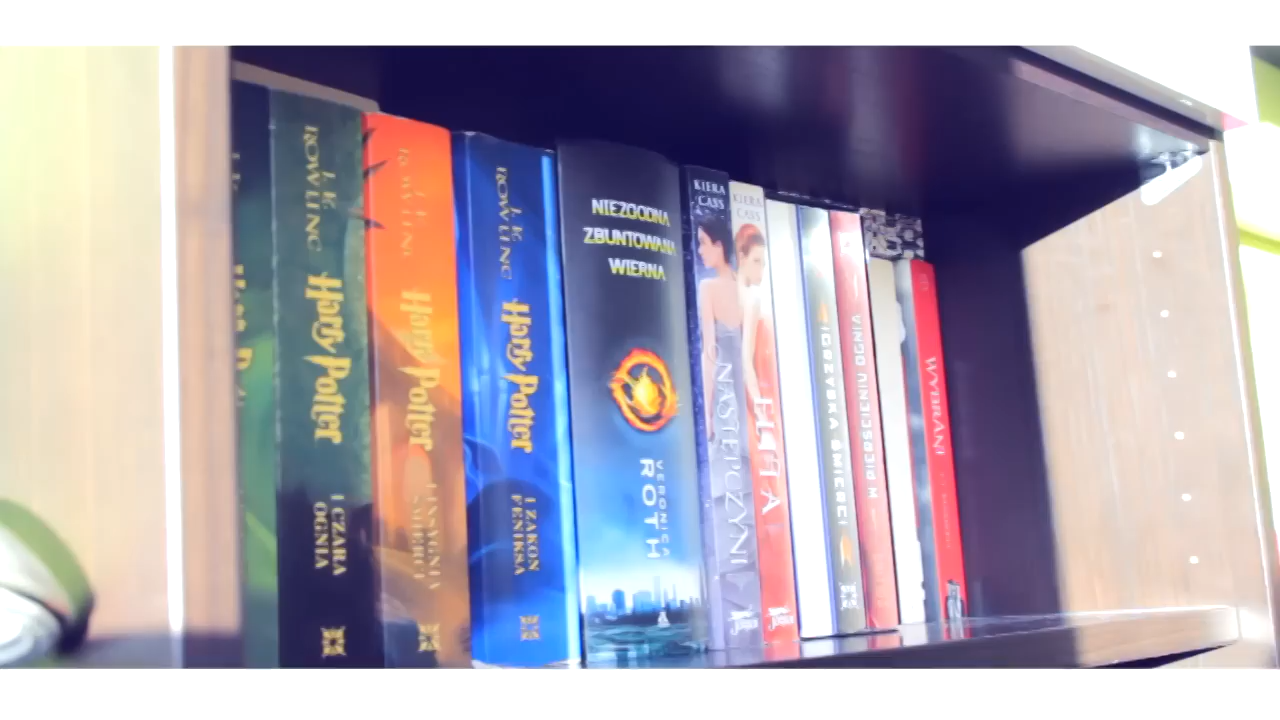 J. K.
ROWLING
Harry Potter
I CZARA
OGNIA
J. K.
ROWLING
Harry Potter
I INSYGNIA
ŚMIERCI
J. K.
ROWLING
Harry Potter
I ZAKON
FENIKSA
NIEZGODNA
ZBUNTOWANA
WIERNA
VERONICA
ROTH
KIERA
CASS
NASTĘPCZYNI
KIERA
CASS
ELITA
IGRZYSKA ŚMIERCI
W PIERŚCIENIU OGNIA
WYBRANI